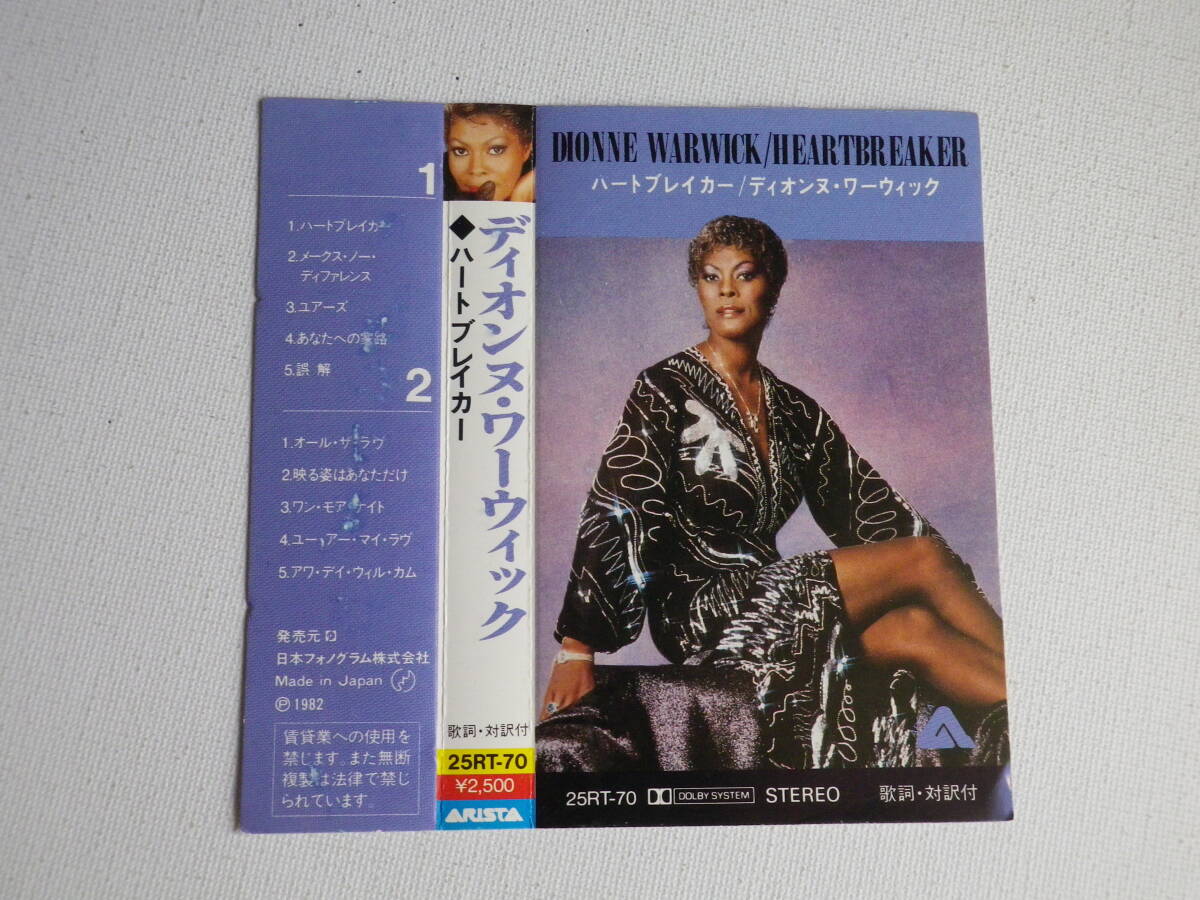 1
1.ハートブレイカー
2.メークス・ノー・
ディファレンス
3.ユアーズ
4.あなたへの家路
5.誤解
2
1.オール・ザ・ラヴ
2.映る姿はあなただけ
3.ワン・モア・ナイト
4.ユー・アー・マイ・ラヴ
5.アワ・デイ・ウィル・カム
発売元
日本フォノグラム株式会社
Made in Japan
Ⓟ1982
賃貸業への使用を
禁じます。また無断
複製は法律で禁じ
られています。
ディオンヌ・ワーウィック
◆ハートブレイカー
歌詞・対訳付
25RT-70
¥2,500
ARISTA
DIONNE WARWICK/HEARTBREAKER
ハートブレイカー/ディオンヌ・ワーウィック
25RT-70 DOLBY SYSTEM STEREO 歌詞・対訳付